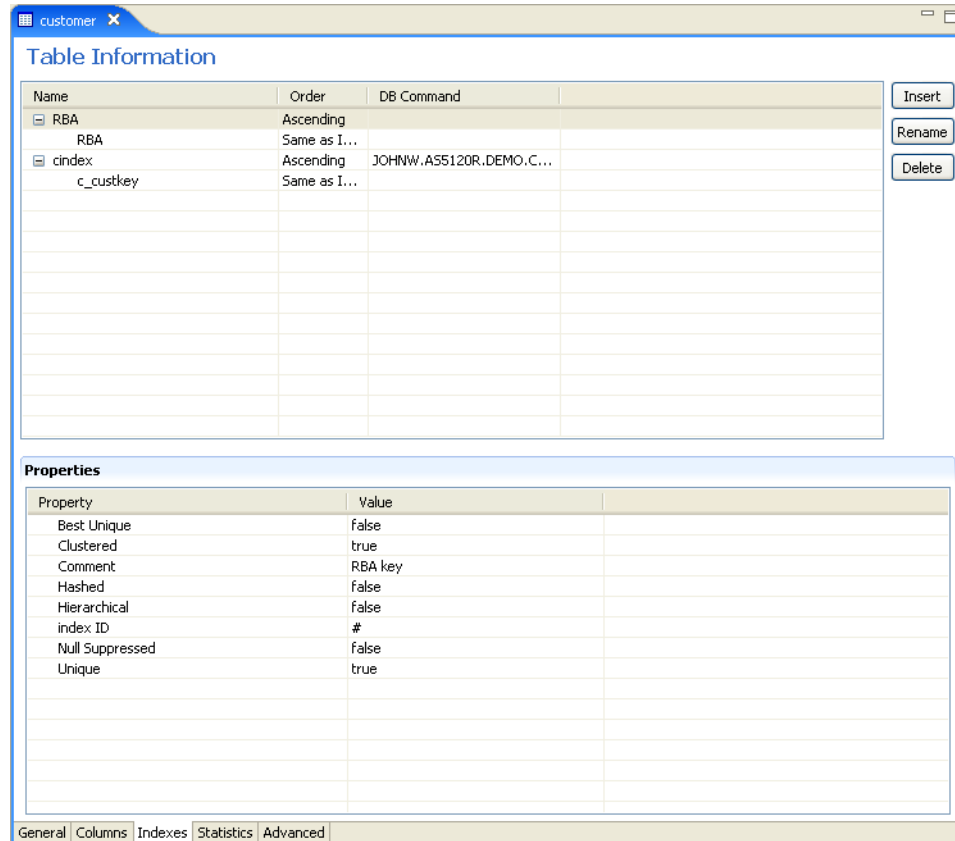 customer
Table Information
Name Order DB Command
RBA Ascending
RBA Same as I...
cindex Ascending JOHNW.AS5120R.DEMO.C...
c_custkey Same as I...
Insert
Rename
Delete
Properties
Property Value
Best Unique false
Clustered true
Comment RBA key
Hashed false
Hierarchical false
index ID #
Null Suppressed false
Unique true
General Columns Indexes Statistics Advanced